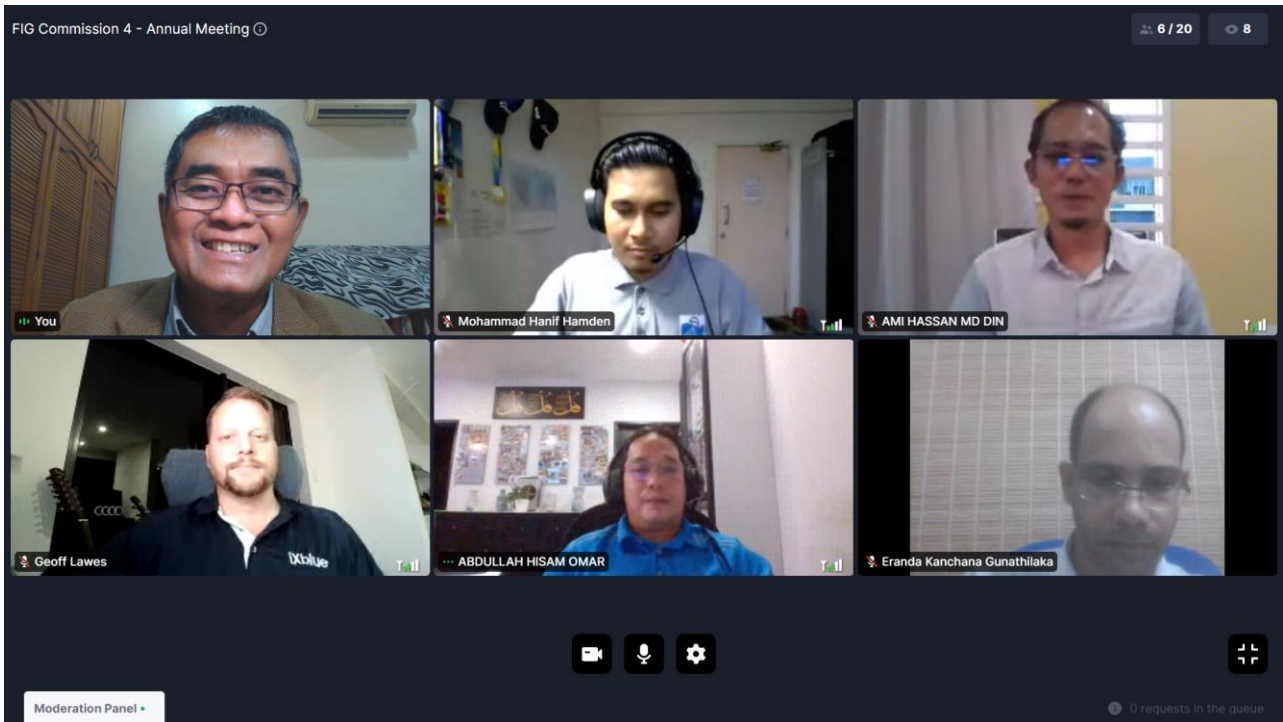 FIG Commission 4 - Annual Meeting
6 / 20
8
You
Mohammad Hanif Hamden
AMI HASSAN MD DIN
Geoff Lawes
iXblue
ABDULLAH HISAM OMAR
Eranda Kanchana Gunathilaka
Moderation Panel
0 requests in the queue